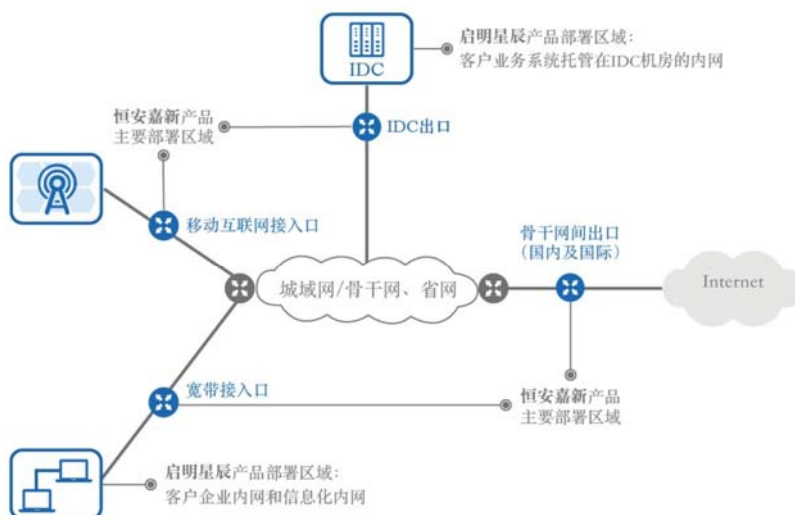 IDC
启明星辰产品部署区域：
客户业务系统托管在IDC机房的内网
恒安嘉新产品
主要部署区域
IDC出口
移动互联网接入口
骨干网间出口
（国内及国际）
城域网/骨干网、省网
Internet
宽带接入口
恒安嘉新产品
主要部署区域
启明星辰产品部署区域：
客户企业内网和信息化内网